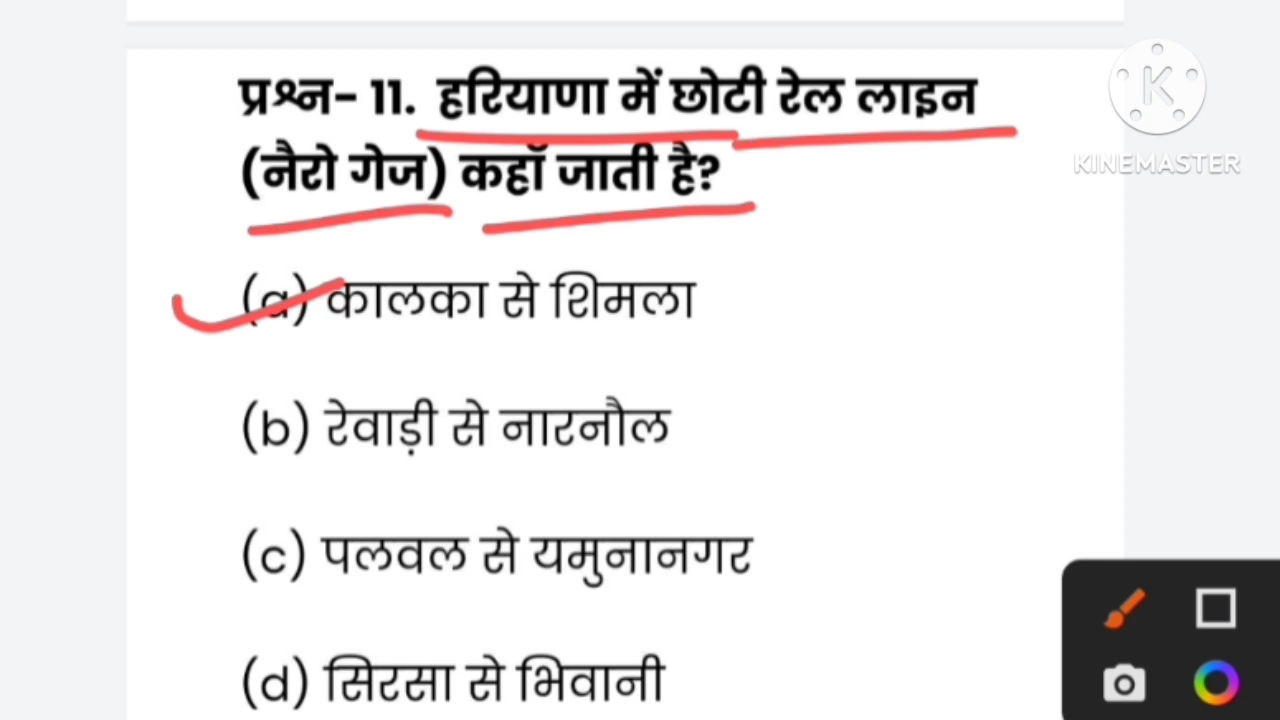 प्रश्न- 11. हरियाणा में छोटी रेल लाइन
(नैरो गेज) कहॉ जाती है?
KINEMASTER
(a) कालका से शिमला
(b) रेवाड़ी से नारनौल
(c) पलवल से यमुनानगर
(d) सिरसा से भिवानी